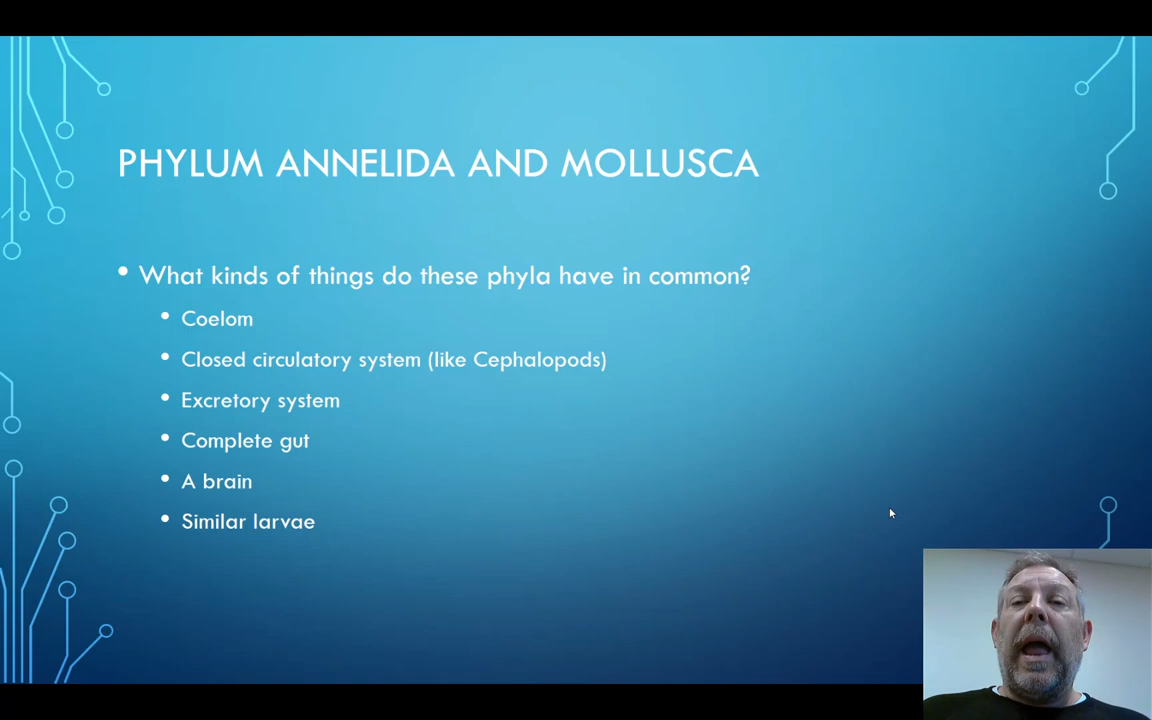 PHYLUM ANNELIDA AND MOLLUSCA
• What kinds of things do these phyla have in common?
• Coelom
• Closed circulatory system (like Cephalopods)
• Excretory system
• Complete gut
• A brain
• Similar larvae